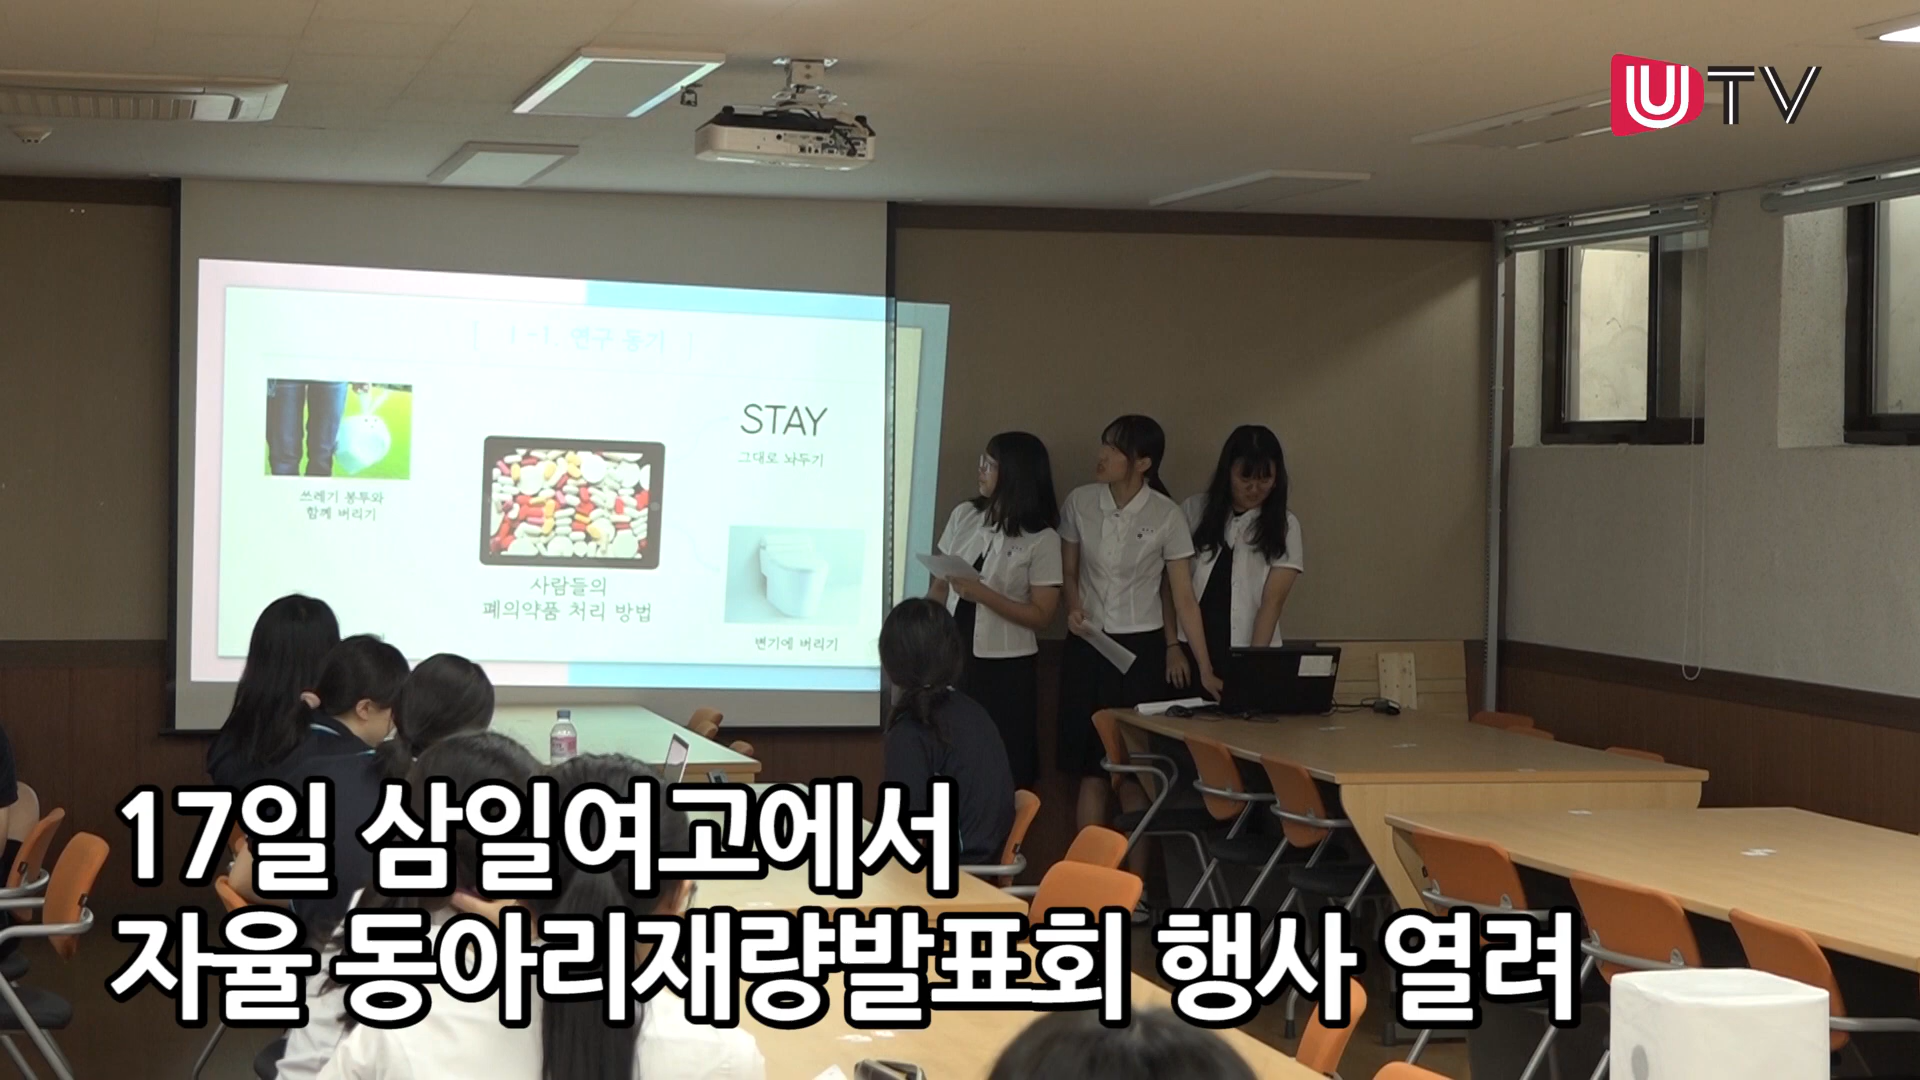 UTV
1-1. 연구 동기
STAY
그대로 놔두기
쓰레기 봉투와
함께 버리기
사람들의
폐의약품 처리 방법
변기에 버리기
17일 삼일여고에서
자율 동아리재량발표회 행사 열려